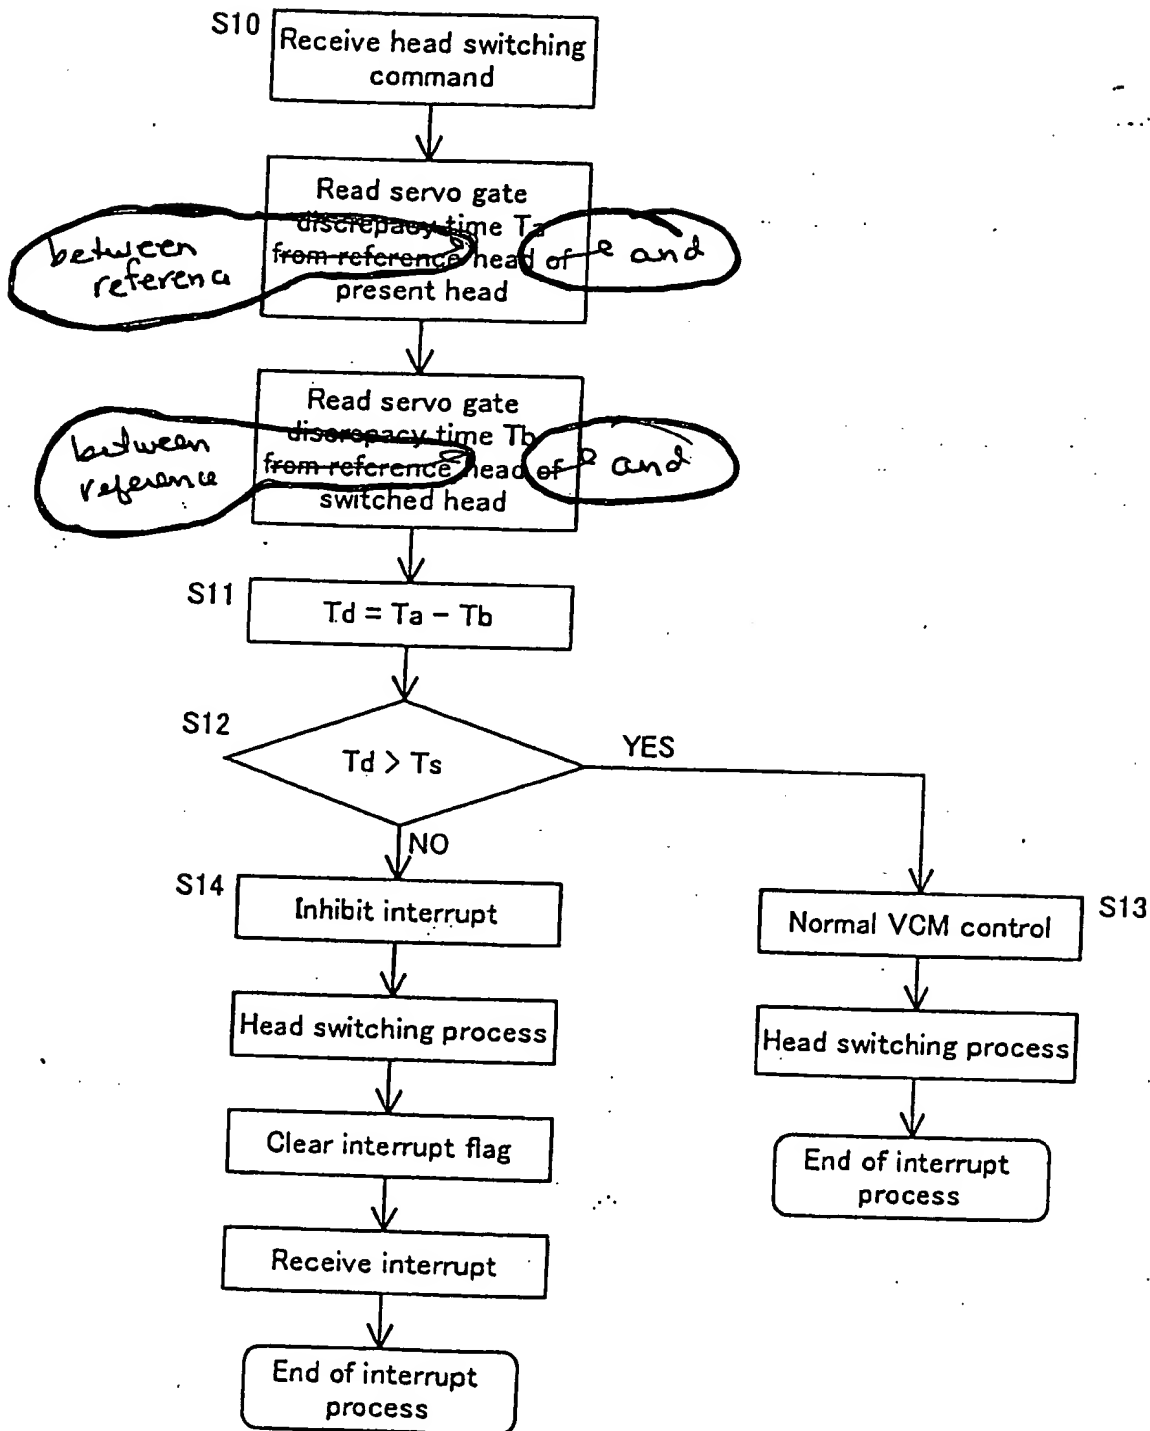 S10
Receive head switching
command
Read servo gate
discrepacy time Ta
from reference head of
present head
between
reference
and
Read servo gate
discrepacy time Tb
from reference head of
switched head
between
reference
and
S11
Td = Ta - Tb
S12
Td > Ts
YES
NO
S14
Inhibit interrupt
Normal VCM control
S13
Head switching process
Head switching process
Clear interrupt flag
End of interrupt
process
Receive interrupt
End of interrupt
process